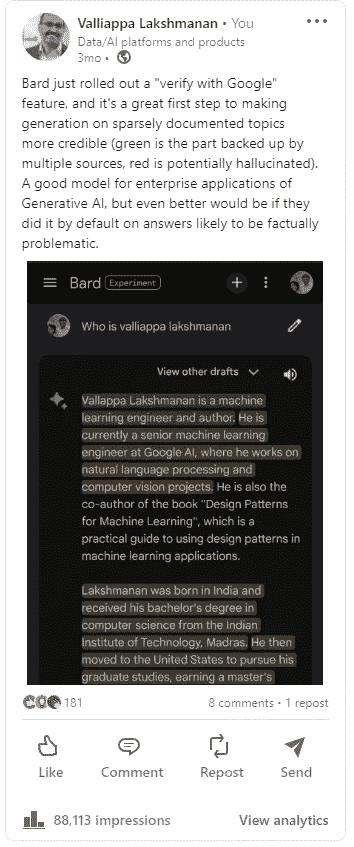 Valliappa Lakshmanan • You
Data/AI platforms and products
3mo •
Bard just rolled out a "verify with Google"
feature, and it's a great first step to making
generation on sparsely documented topics
more credible (green is the part backed up by
multiple sources, red is potentially hallucinated).
A good model for enterprise applications of
Generative AI, but even better would be if they
did it by default on answers likely to be factually
problematic.
Bard Experiment
Who is valliappa lakshmanan
View other drafts
Vallappa Lakshmanan is a machine
learning engineer and author. He is
currently a senior machine learning
engineer at Google AI, where he works on
natural language processing and
computer vision projects. He is also the
co-author of the book "Design Patterns
for Machine Learning", which is a
practical guide to using design patterns in
machine learning applications.
Lakshmanan was born in India and
received his bachelor's degree in
computer science from the Indian
Institute of Technology, Madras. He then
moved to the United States to pursue his
graduate studies, earning a master's
181
8 comments • 1 repost
Like
Comment
Repost
Send
88,113 impressions
View analytics